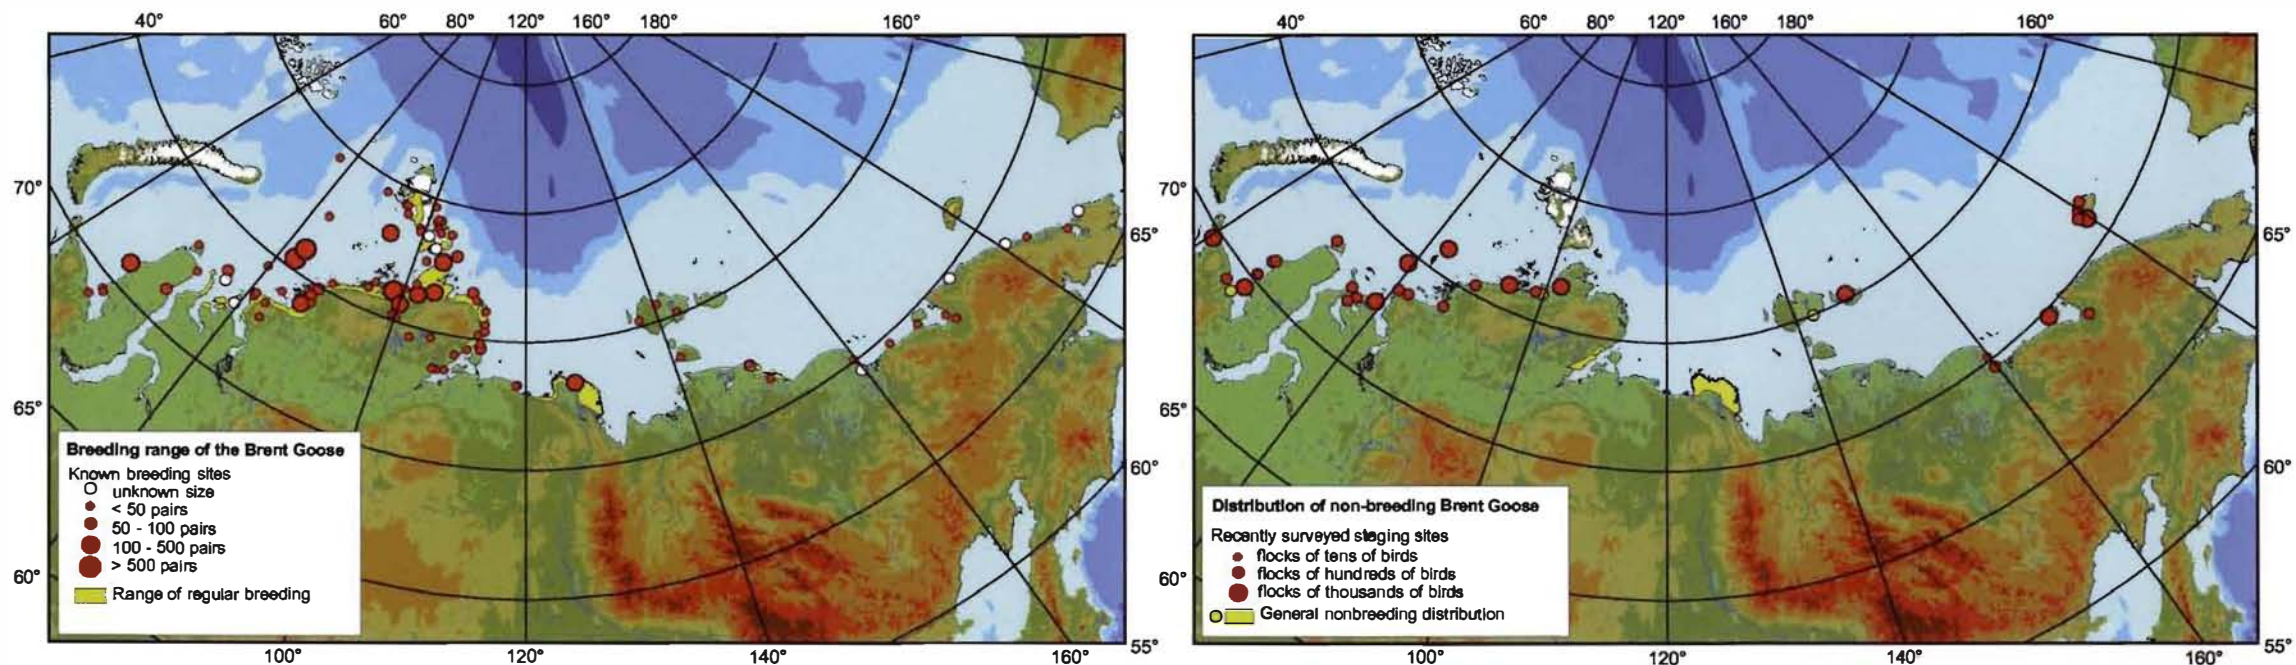 40° 60° 80° 120° 160° 180° 160°
70°
65°
65°
60°
60°
55°
100° 120° 140° 160°
Breeding range of the Brent Goose
Known breeding sites
unknown size
< 50 pairs
50 - 100 pairs
100 - 500 pairs
> 500 pairs
Range of regular breeding
40° 60° 80° 120° 160° 180° 160°
70°
65°
65°
60°
60°
55°
100° 120° 140° 160°
Distribution of non-breeding Brent Goose
Recently surveyed staging sites
flocks of tens of birds
flocks of hundreds of birds
flocks of thousands of birds
General nonbreeding distribution